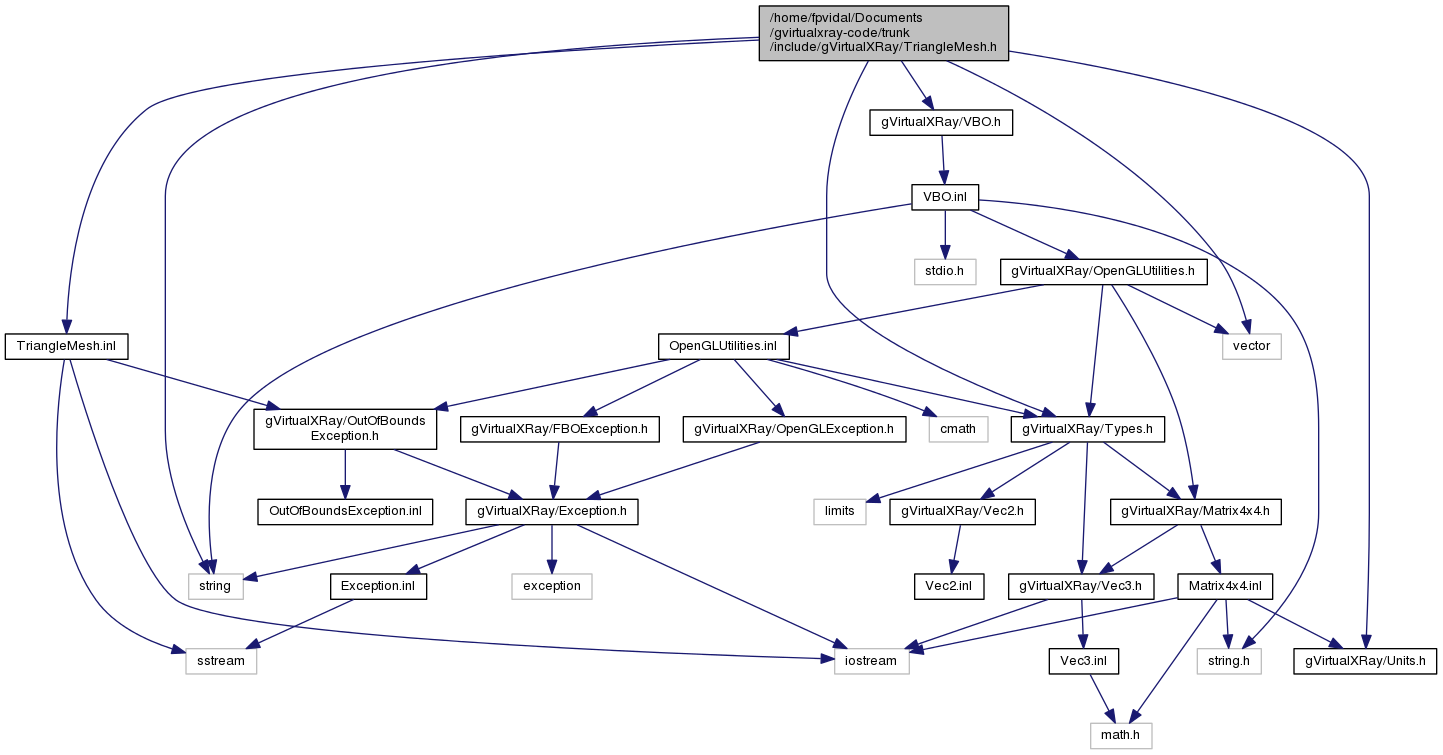 /home/fpvidal/Documents
/gvirtualxray-code/trunk
/include/gVirtualXRay/TriangleMesh.h
gVirtualXRay/VBO.h
VBO.inl
stdio.h
gVirtualXRay/OpenGLUtilities.h
TriangleMesh.inl
OpenGLUtilities.inl
vector
gVirtualXRay/OutOfBounds
Exception.h
gVirtualXRay/FBOException.h
gVirtualXRay/OpenGLException.h
cmath
gVirtualXRay/Types.h
OutOfBoundsException.inl
gVirtualXRay/Exception.h
limits
gVirtualXRay/Vec2.h
gVirtualXRay/Matrix4x4.h
string
Exception.inl
exception
Vec2.inl
gVirtualXRay/Vec3.h
Matrix4x4.inl
sstream
iostream
Vec3.inl
string.h
gVirtualXRay/Units.h
math.h